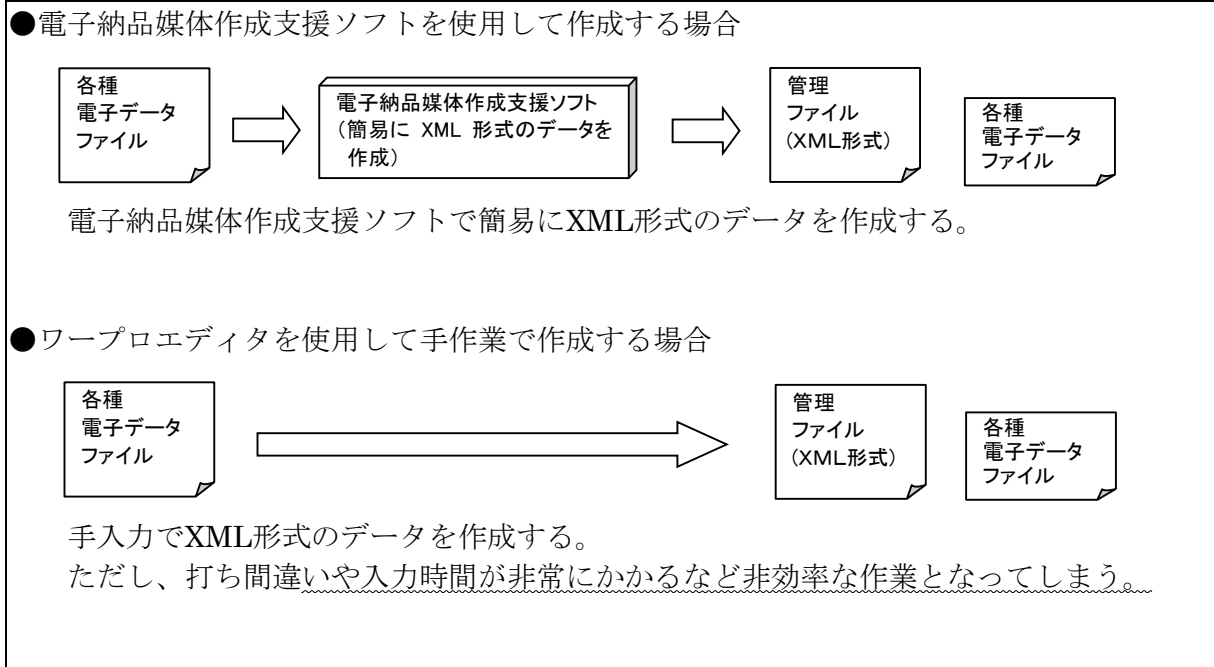 ●電子納品媒体作成支援ソフトを使用して作成する場合
各種
電子データ
ファイル
電子納品媒体作成支援ソフト
(簡易に XML 形式のデータを
作成)
管理
ファイル
(XML形式)
各種
電子データ
ファイル
電子納品媒体作成支援ソフトで簡易にXML形式のデータを作成する。
●ワープロエディタを使用して手作業で作成する場合
各種
電子データ
ファイル
管理
ファイル
(XML形式)
各種
電子データ
ファイル
手入力でXML形式のデータを作成する。
ただし、打ち間違いや入力時間が非常にかかるなど非効率な作業となってしまう。